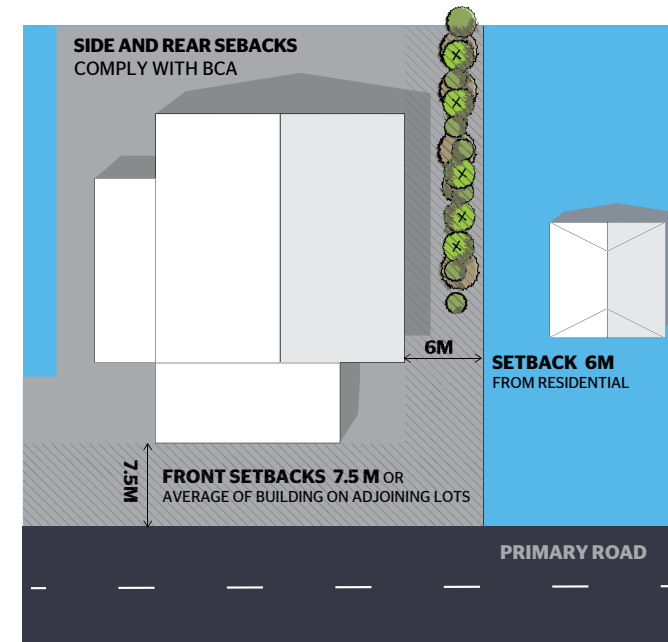 SIDE AND REAR SEBACKS
COMPLY WITH BCA
6M
SETBACK 6M
FROM RESIDENTIAL
7.5M
FRONT SETBACKS 7.5 M OR
AVERAGE OF BUILDING ON ADJOINING LOTS
PRIMARY ROAD